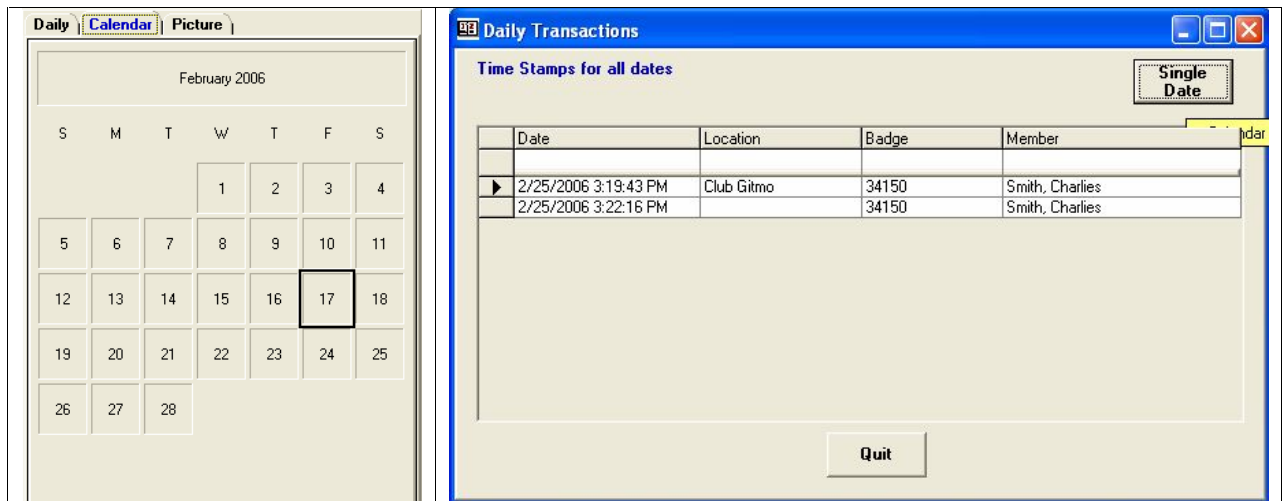 Daily Calendar Picture
February 2006
S M T W T F S
1 2 3 4
5 6 7 8 9 10 11
12 13 14 15 16 17 18
19 20 21 22 23 24 25
26 27 28
Daily Transactions
Time Stamps for all dates
Single
Date
Date Location Badge Member
2/25/2006 3:19:43 PM Club Gitmo 34150 Smith, Charlies
2/25/2006 3:22:16 PM 34150 Smith, Charlies
Quit